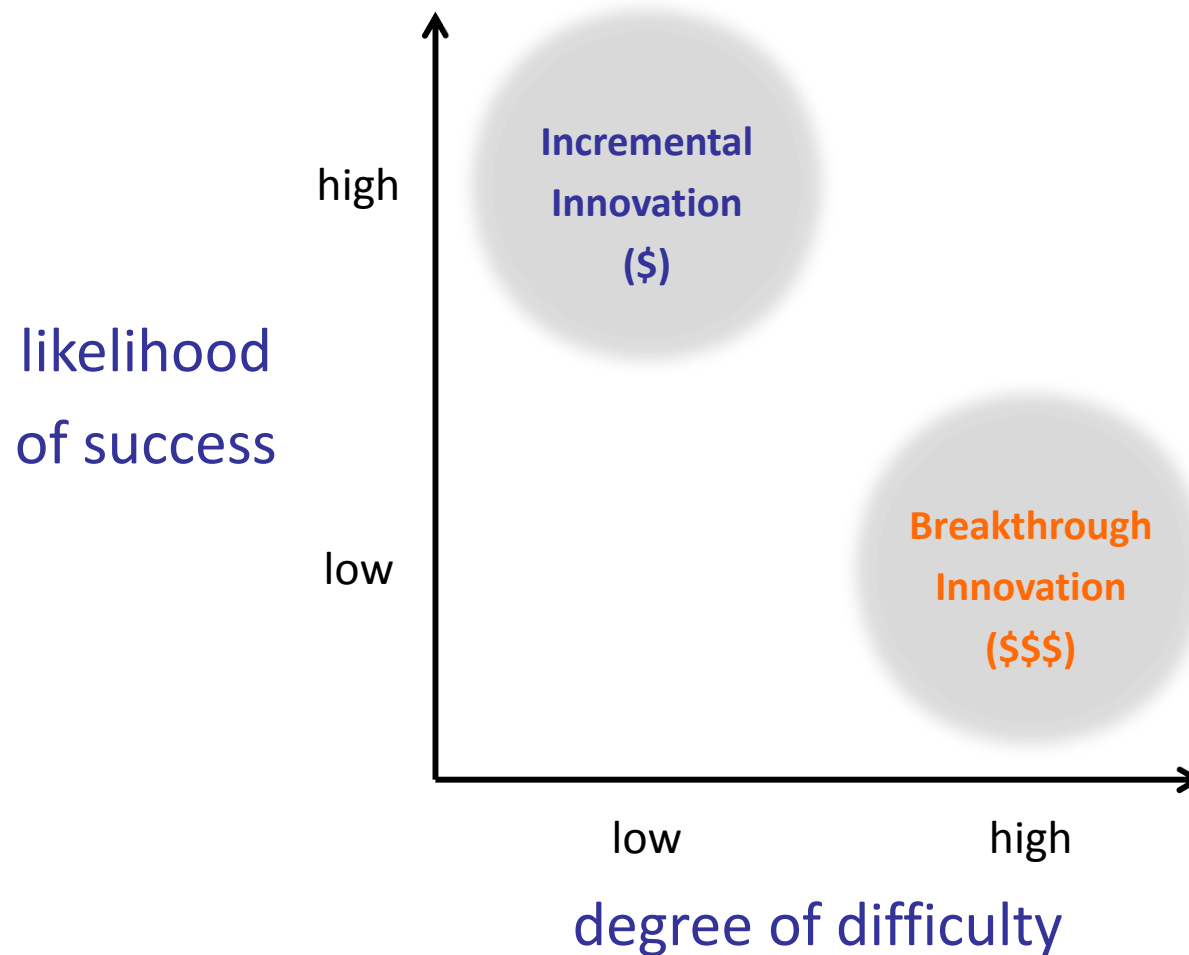 Incremental
Innovation
($)
high
likelihood
of success
low
Breakthrough
Innovation
($$$)
low
high
degree of difficulty